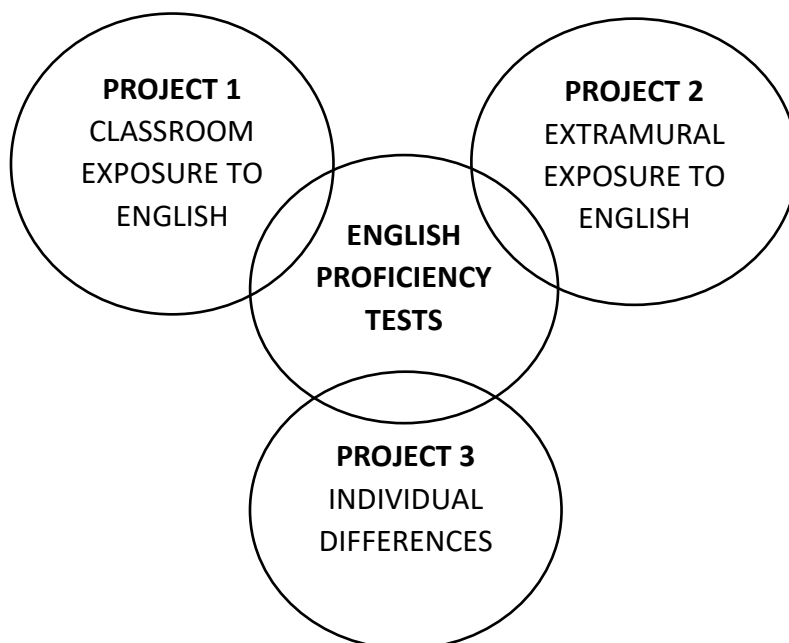 PROJECT 1
CLASSROOM
EXPOSURE TO
ENGLISH
PROJECT 2
EXTRAMURAL
EXPOSURE TO
ENGLISH
ENGLISH
PROFICIENCY
TESTS
PROJECT 3
INDIVIDUAL
DIFFERENCES